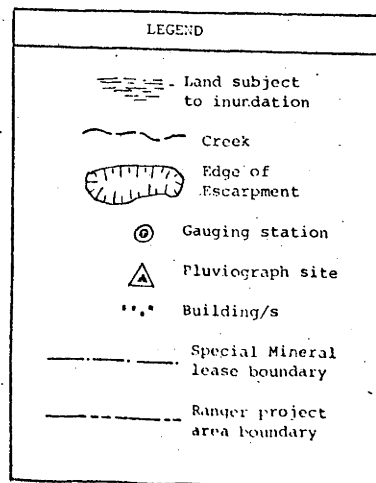 LEGEND
Land subject
to inundation
Creek
Edge of
Escarpment
G Gauging station
A Pluviograph site
Building/s
Special Mineral
lease boundary
Ranger project
area boundary